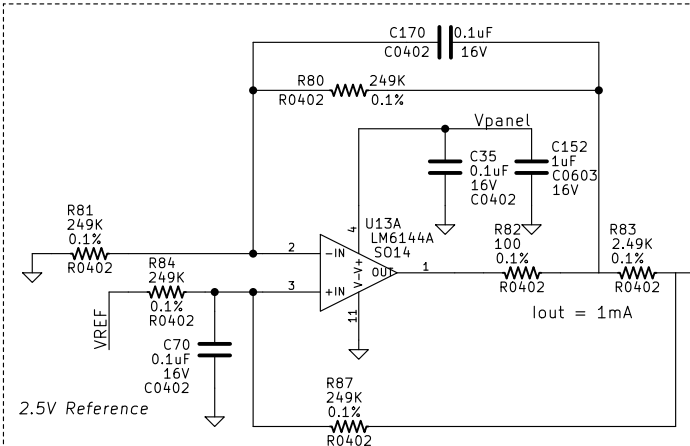 C170
0.1uF
C0402
16V
R80
249K
R0402
0.1%
Vpanel
C35
0.1uF
16V
C0402
C152
1uF
C0603
16V
R81
249K
0.1%
R0402
U13A
LM6144A
SO14
4
2
-IN
V+
OUT
1
3
+IN
V-
11
R84
249K
0.1%
R0402
VREF
C70
0.1uF
16V
C0402
R82
100
0.1%
R0402
R83
2.49K
0.1%
R0402
Iout = 1mA
2.5V Reference
R87
249K
0.1%
R0402